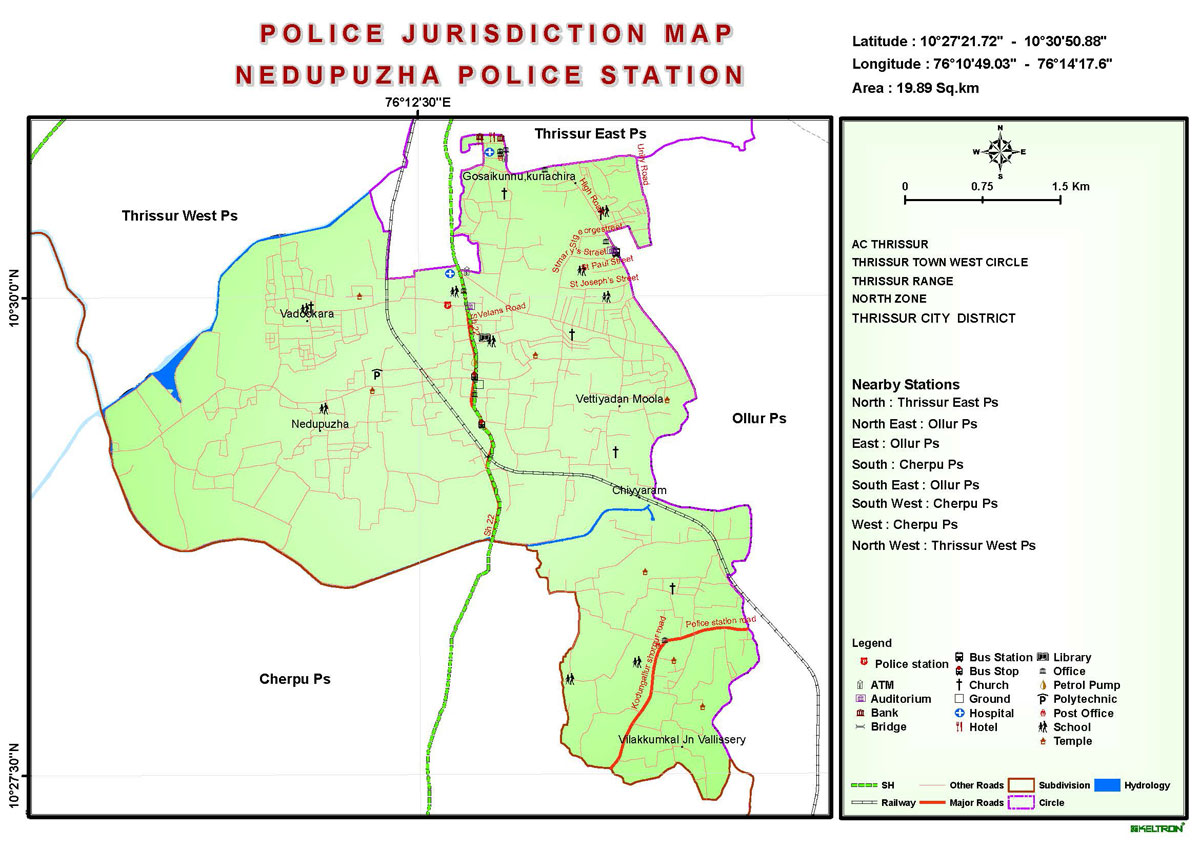 POLICE JURISDICTION MAP
NEDUPUZHA POLICE STATION
Latitude : 10°27'21.72" - 10°30'50.88"
Longitude : 76°10'49.03" - 76°14'17.6"
Area : 19.89 Sq.km
76°12'30"E
10°30'0"N
10°27'30"N
Thrissur East Ps
Thrissur West Ps
Gosaikunnu,kuriachira
Unity Road
High Road
St.georgestreet
Stmary's Street
St Paul Street
St Joseph's Street
Velans Road
Sh 22
Vadookara
Nedupuzha
Vettiyadan Moola
Ollur Ps
Chiyyaram
Sh 22
Cherpu Ps
Police station road
Kodungallur shornur road
Vilakkumkal Jn Vallissery
N
W
E
S
0
0.75
1.5 Km
AC THRISSUR
THRISSUR TOWN WEST CIRCLE
THRISSUR RANGE
NORTH ZONE
THRISSUR CITY DISTRICT
Nearby Stations
North : Thrissur East Ps
North East : Ollur Ps
East : Ollur Ps
South : Cherpu Ps
South East : Ollur Ps
South West : Cherpu Ps
West : Cherpu Ps
North West : Thrissur West Ps
Legend
Police station
ATM
Auditorium
Bank
Bridge
Bus Station
Bus Stop
Church
Ground
Hospital
Hotel
Library
Office
Petrol Pump
Polytechnic
Post Office
School
Temple
SH
Other Roads
Subdivision
Hydrology
Railway
Major Roads
Circle
KELTRON